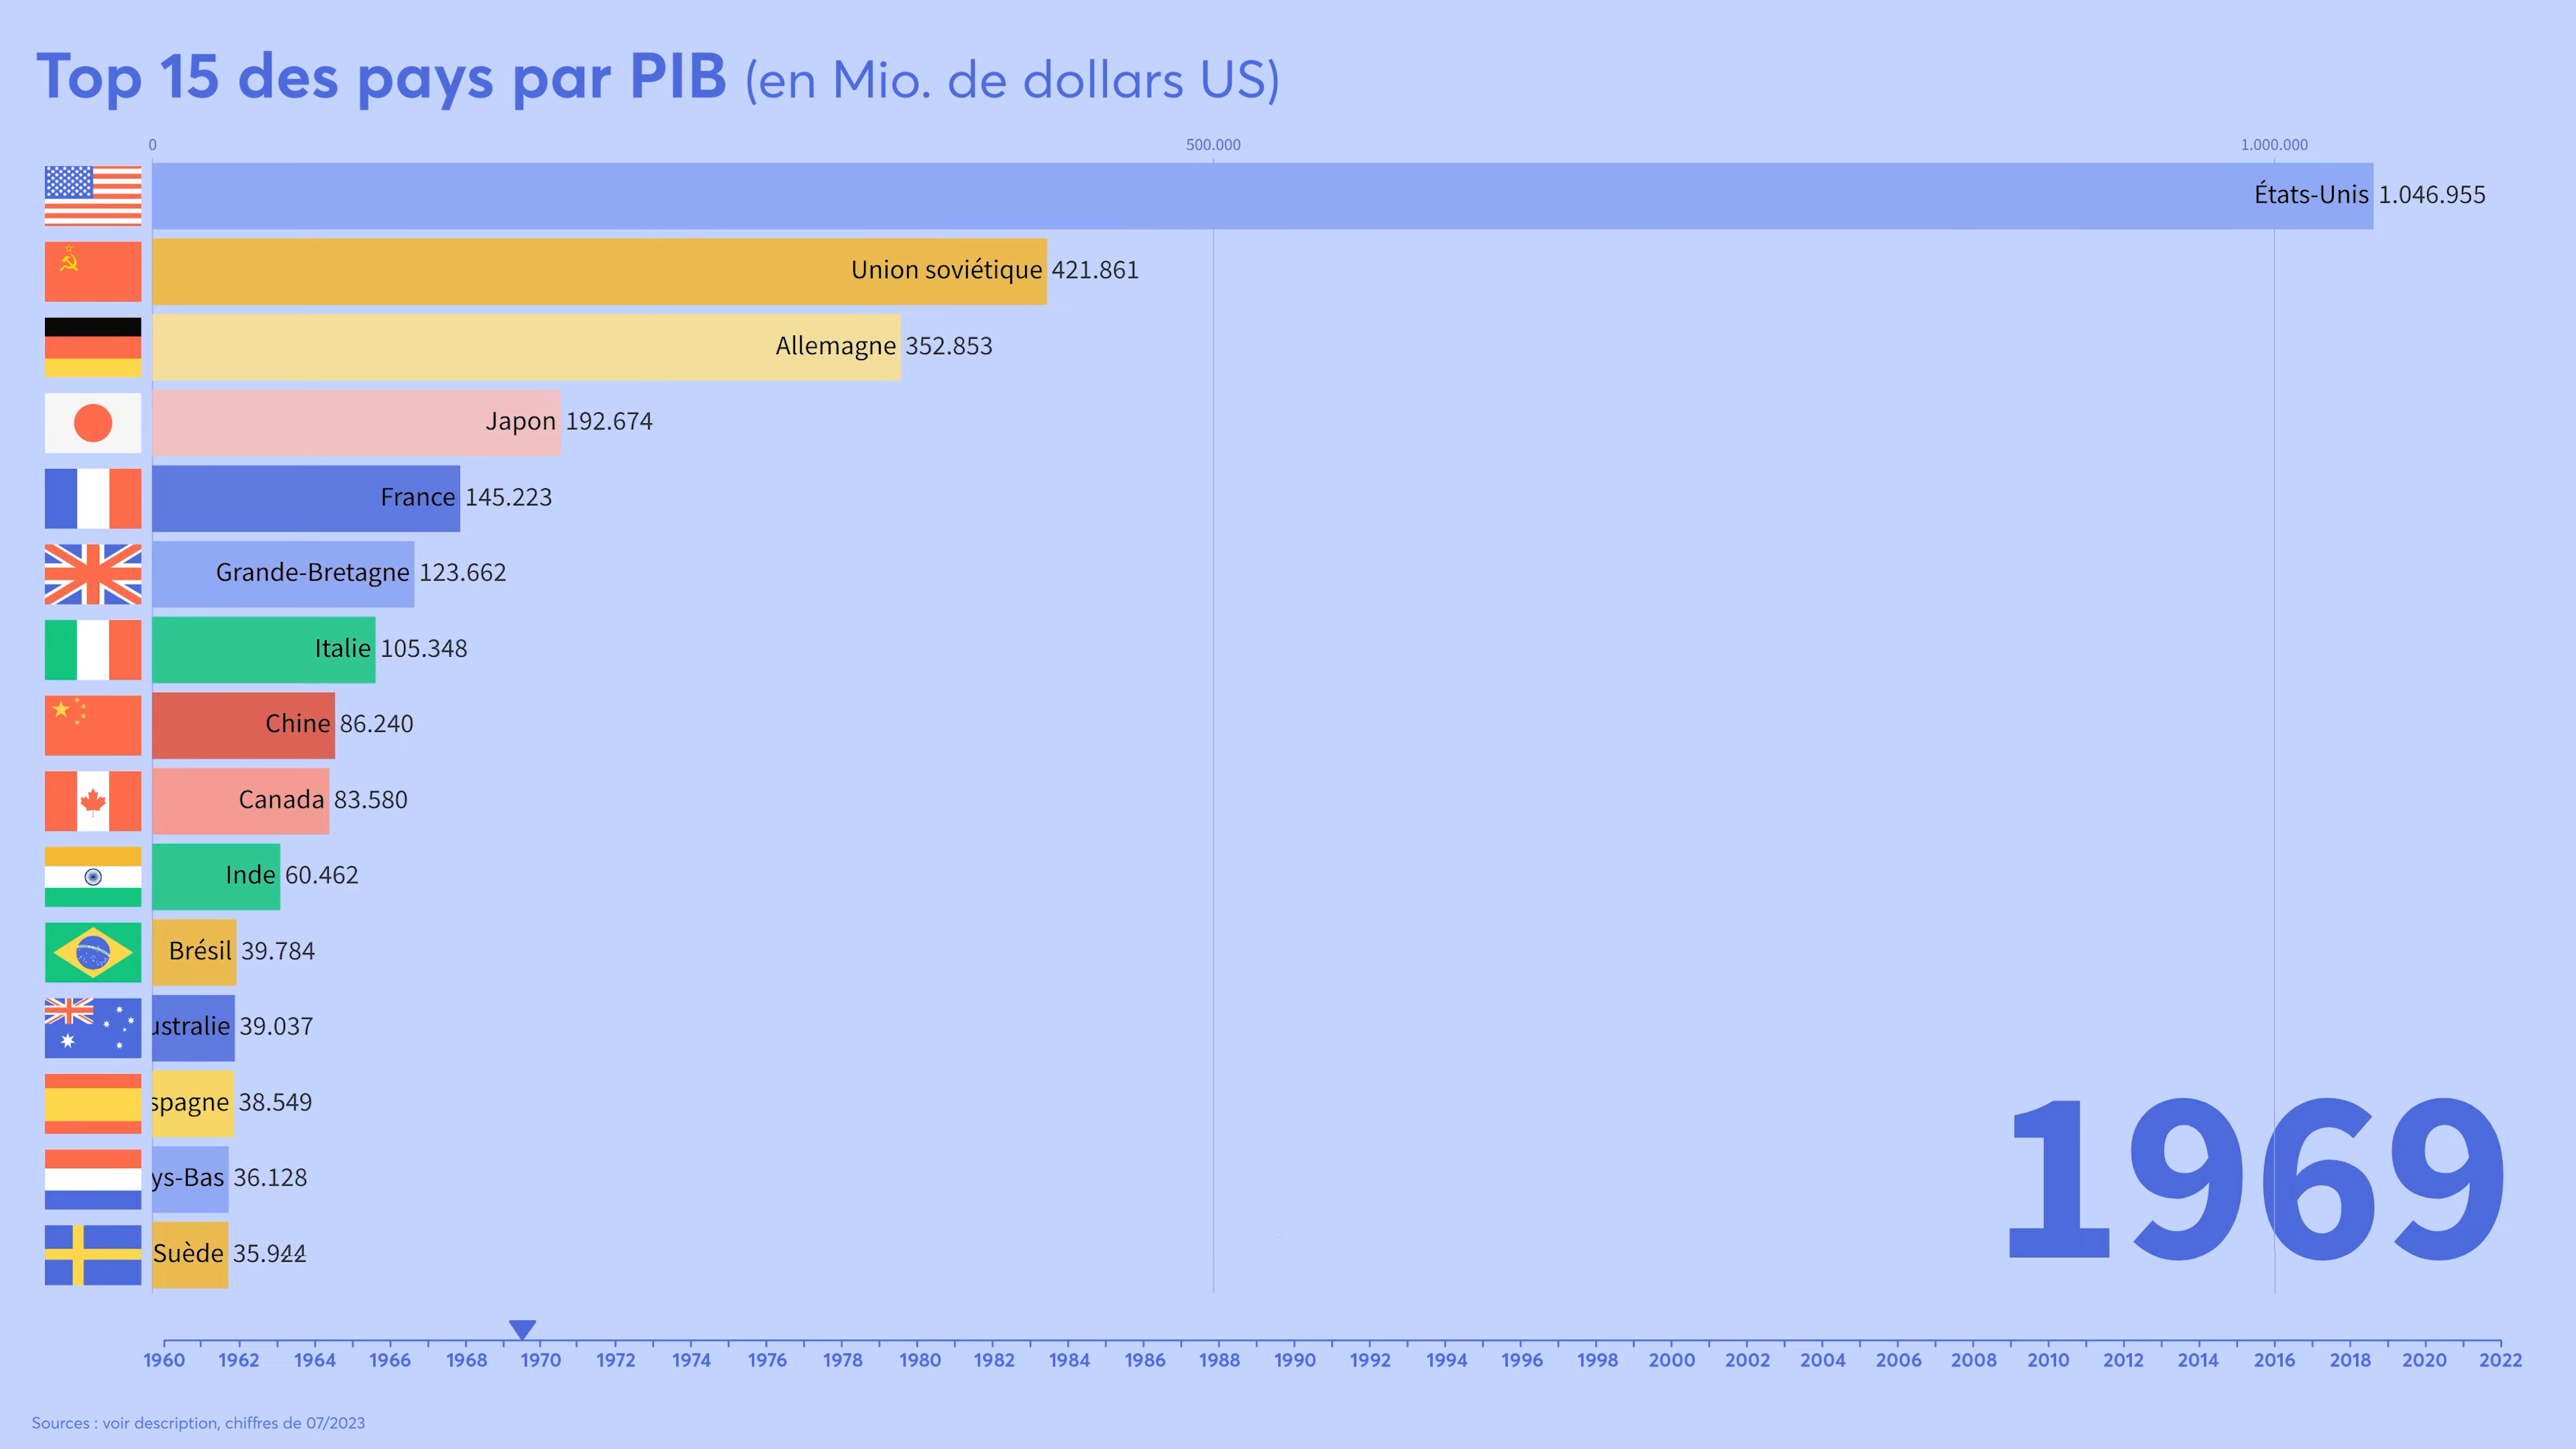 Top 15 des pays par PIB (en Mio. de dollars US)
0 500.000 1.000.000
États-Unis 1.046.955
Union soviétique 421.861
Allemagne 352.853
Japon 192.674
France 145.223
Grande-Bretagne 123.662
Italie 105.348
Chine 86.240
Canada 83.580
Inde 60.462
Brésil 39.784
ustralie 39.037
spagne 38.549
ys-Bas 36.128
Suède 35.944
1969
1960 1962 1964 1966 1968 1970 1972 1974 1976 1978 1980 1982 1984 1986 1988 1990 1992 1994 1996 1998 2000 2002 2004 2006 2008 2010 2012 2014 2016 2018 2020 2022
Sources : voir description, chiffres de 07/2023